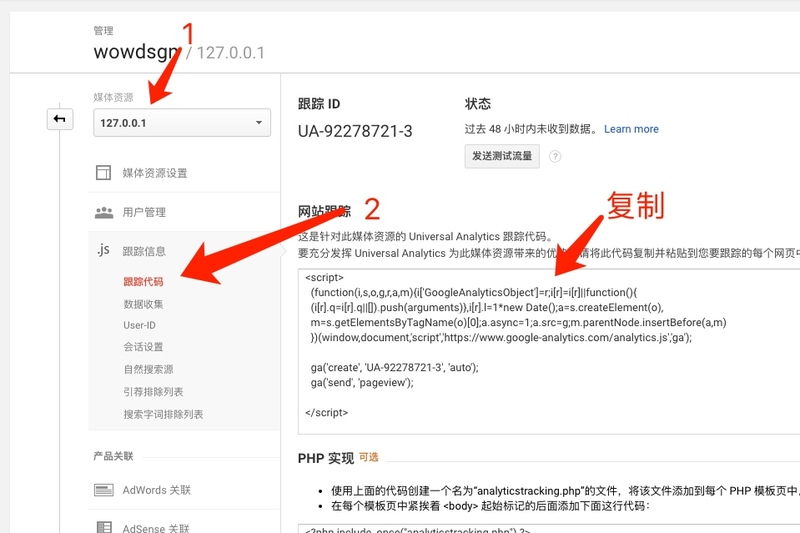 管理
1
wowdsgn / 127.0.0.1
媒体资源
127.0.0.1
媒体资源设置
用户管理
.js 跟踪信息
跟踪代码
数据收集
User-ID
会话设置
自然搜索源
引荐排除列表
搜索字词排除列表
产品关联
AdWords 关联
AdSense 关联
跟踪 ID
UA-92278721-3
状态
过去 48 小时内未收到数据。 Learn more
发送测试流量 ?
2
复制
网站跟踪
这是针对此媒体资源的 Universal Analytics 跟踪代码。
要充分发挥 Universal Analytics 为此媒体资源带来的优 请将此代码复制并粘贴到您要跟踪的每个网页中
<script>
(function(i,s,o,g,r,a,m){i['GoogleAnalyticsObject']=r;i[r]=i[r]||function(){
(i[r].q=i[r].q||[]).push(arguments)},i[r].l=1*new Date();a=s.createElement(o),
m=s.getElementsByTagName(o)[0];a.async=1;a.src=g;m.parentNode.insertBefore(a,m)
})(window,document,'script','https://www.google-analytics.com/analytics.js','ga');
ga('create', 'UA-92278721-3', 'auto');
ga('send', 'pageview');
</script>
PHP 实现 可选
使用上面的代码创建一个名为“analyticstracking.php”的文件，将该文件添加到每个 PHP 模板页中，
在每个模板页中紧挨着 <body> 起始标记的后面添加下面这行代码：
<?php include_once("analyticstracking.php") ?>